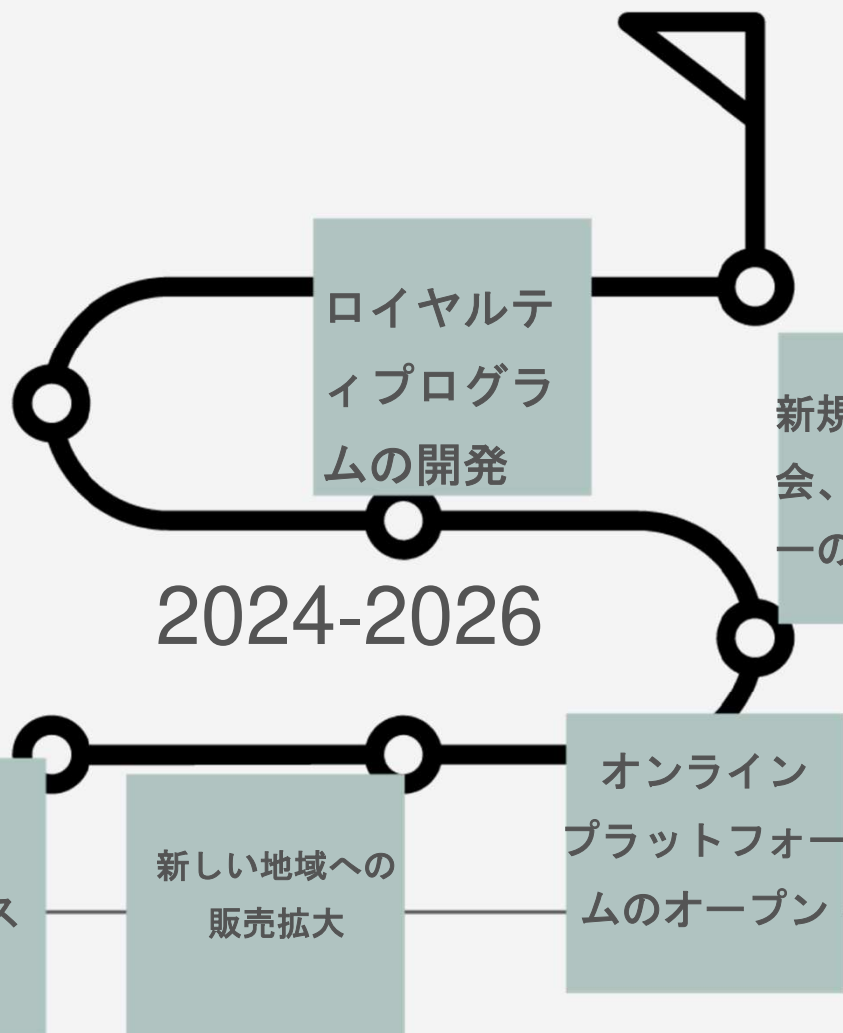 ロイヤルテ
ィプログラ
ムの開発
新規
会、
ーの
2024-2026
オンライン
プラットフォー
ムのオープン
新しい地域への
販売拡大
ス